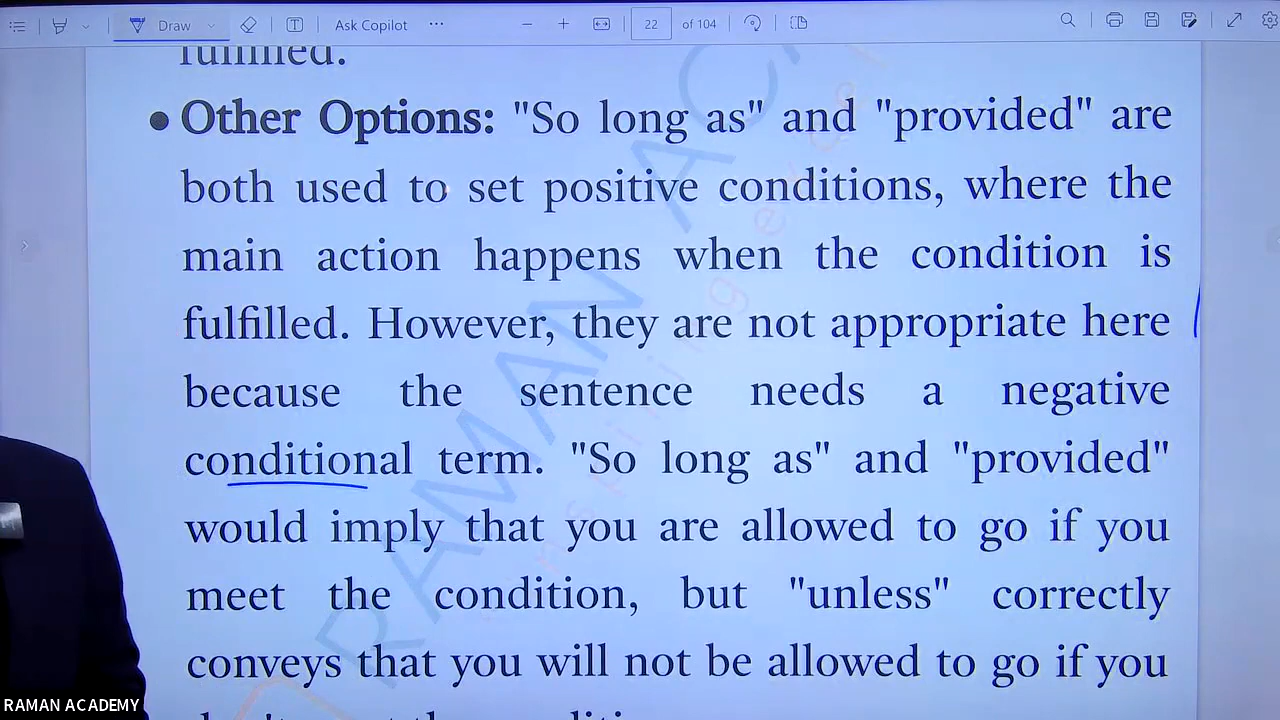 Draw
Ask Copilot
22 of 104
fulfilled.
• Other Options: "So long as" and "provided" are
both used to set positive conditions, where the
main action happens when the condition is
fulfilled. However, they are not appropriate here
because the sentence needs a negative
conditional term. "So long as" and "provided"
would imply that you are allowed to go if you
meet the condition, but "unless" correctly
conveys that you will not be allowed to go if you
RAMAN AC
RAMAN ACADEMY